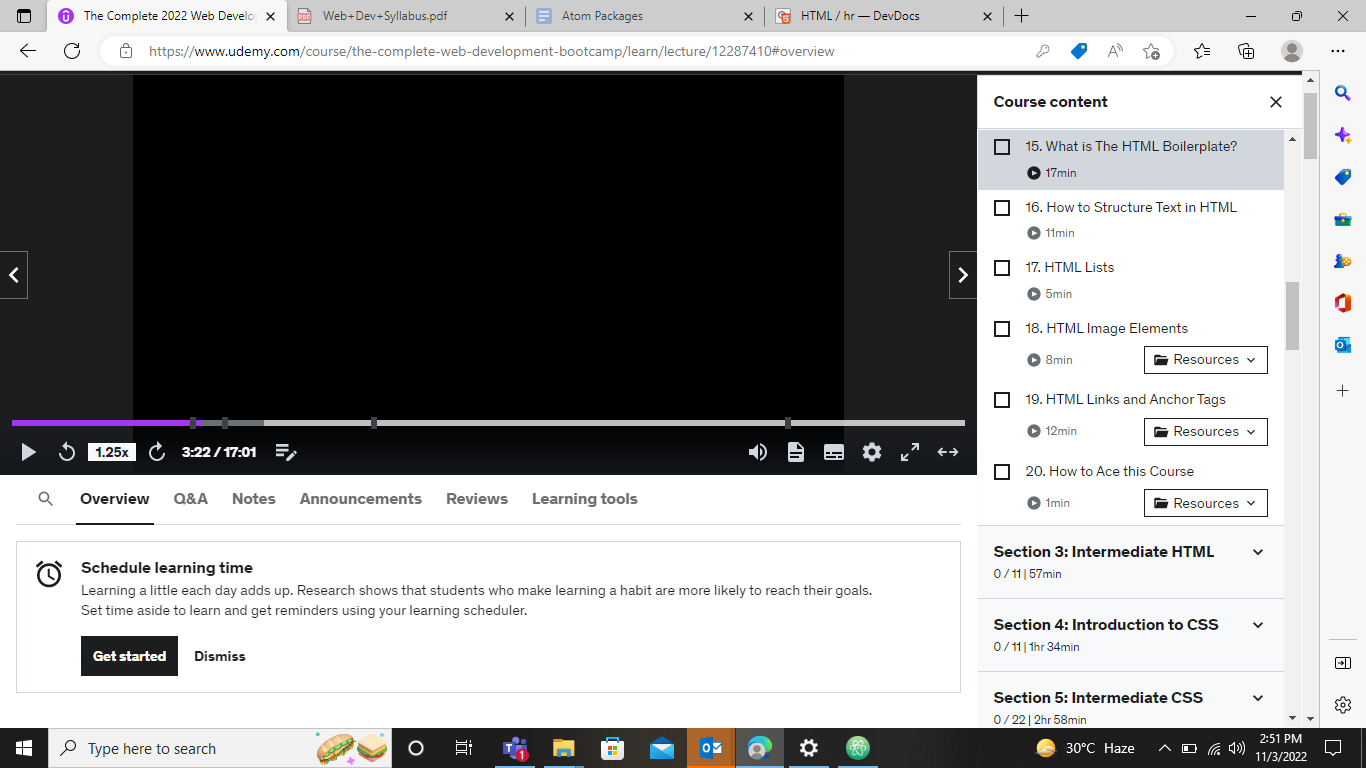 The Complete 2022 Web Develo
Web+Dev+Syllabus.pdf
Atom Packages
HTML / hr — DevDocs
https://www.udemy.com/course/the-complete-web-development-bootcamp/learn/lecture/12287410#overview
1.25x
3:22 / 17:01
Overview
Q&A
Notes
Announcements
Reviews
Learning tools
Schedule learning time
Learning a little each day adds up. Research shows that students who make learning a habit are more likely to reach their goals.
Set time aside to learn and get reminders using your learning scheduler.
Get started
Dismiss
Course content
15. What is The HTML Boilerplate?
17min
16. How to Structure Text in HTML
11min
17. HTML Lists
5min
18. HTML Image Elements
8min
Resources
19. HTML Links and Anchor Tags
12min
Resources
20. How to Ace this Course
1min
Resources
Section 3: Intermediate HTML
0 / 11 | 57min
Section 4: Introduction to CSS
0 / 11 | 1hr 34min
Section 5: Intermediate CSS
0 / 22 | 2hr 58min
Type here to search
1
30°C Haze
2:51 PM
11/3/2022